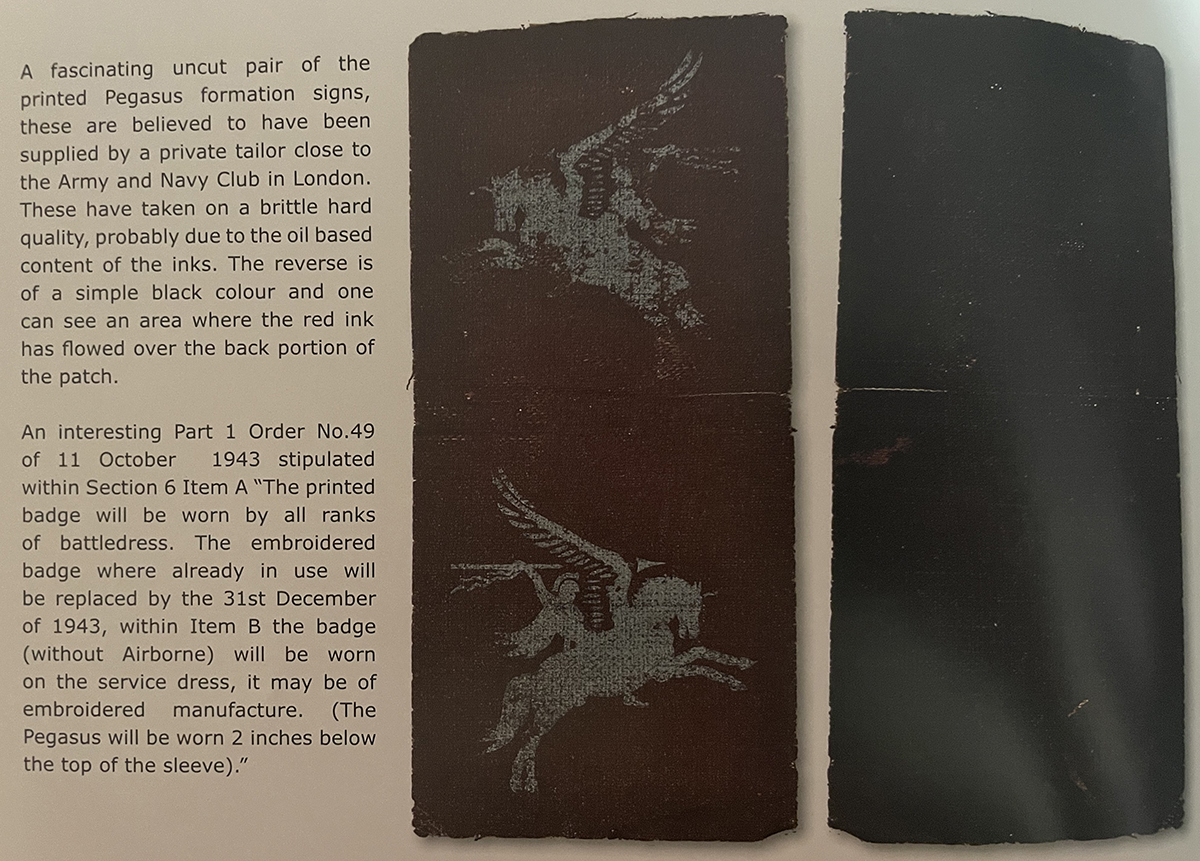 A fascinating uncut pair of the
printed Pegasus formation signs,
these are believed to have been
supplied by a private tailor close to
the Army and Navy Club in London.
These have taken on a brittle hard
quality, probably due to the oil based
content of the inks. The reverse is
of a simple black colour and one
can see an area where the red ink
has flowed over the back portion of
the patch.
An interesting Part 1 Order No.49
of 11 October 1943 stipulated
within Section 6 Item A “The printed
badge will be worn by all ranks
of battledress. The embroidered
badge where already in use will
be replaced by the 31st December
of 1943, within Item B the badge
(without Airborne) will be worn
on the service dress, it may be of
embroidered manufacture. (The
Pegasus will be worn 2 inches below
the top of the sleeve).”